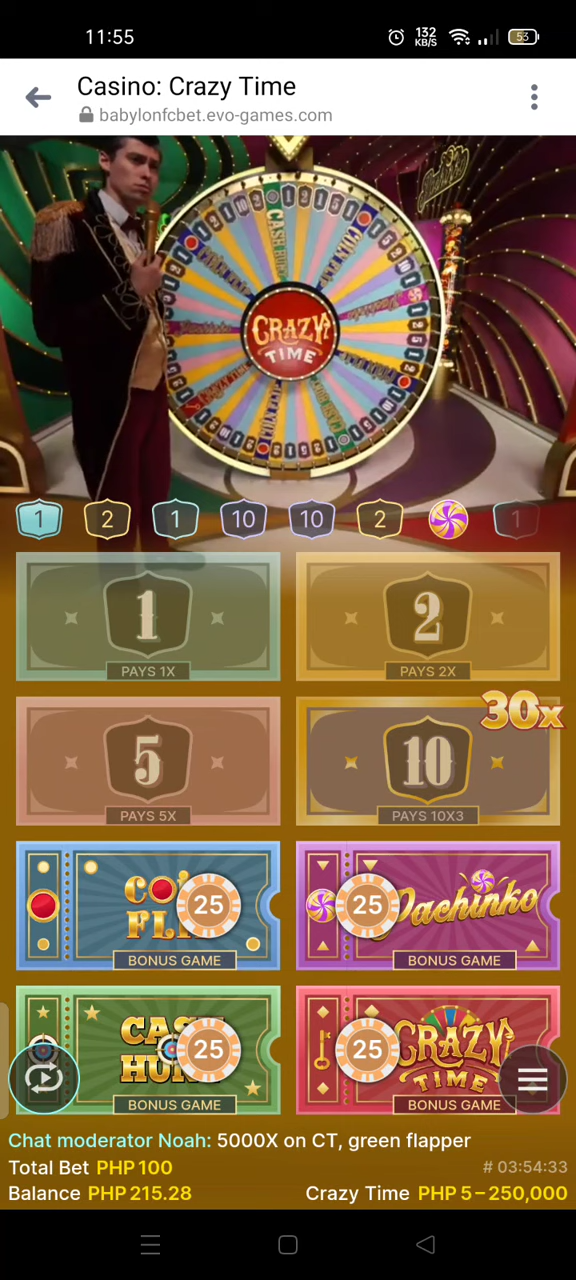 11:55
132
KB/S
53
Casino: Crazy Time
babylonfcbet.evo-games.com
CRAZY
TIME
1 2 1 10 10 2 1
1
PAYS 1X
2
PAYS 2X
5
PAYS 5X
30X
10
PAYS 10X3
25
BONUS GAME
25
Pachinko
BONUS GAME
CASH
25
BONUS GAME
25
CRAZY
TIME
BONUS GAME
Chat moderator Noah: 5000X on CT, green flapper
Total Bet PHP 100
# 03:54:33
Balance PHP 215.28
Crazy Time PHP 5 – 250,000